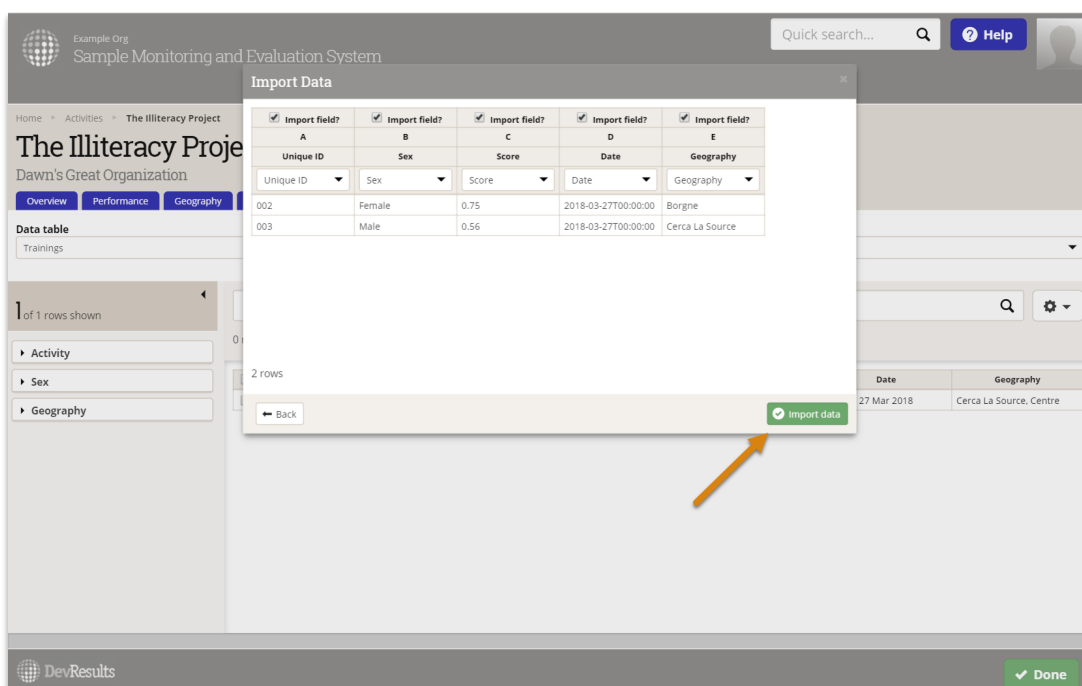 Example Org
Sample Monitoring and Evaluation System
Quick search...
Help
Import Data
Home Activities The Illiteracy Project
The Illiteracy Proje
Dawn's Great Organization
Overview Performance Geography
Data table
Trainings
Import field? Import field? Import field? Import field? Import field?
A B C D E
Unique ID Sex Score Date Geography
Unique ID Sex Score Date Geography
002 Female 0.75 2018-03-27T00:00:00 Borgne
003 Male 0.56 2018-03-27T00:00:00 Cerca La Source
2 rows
Back
Import data
1 of 1 rows shown
0
Activity
Sex
Geography
Date Geography
27 Mar 2018 Cerca La Source, Centre
DevResults
Done